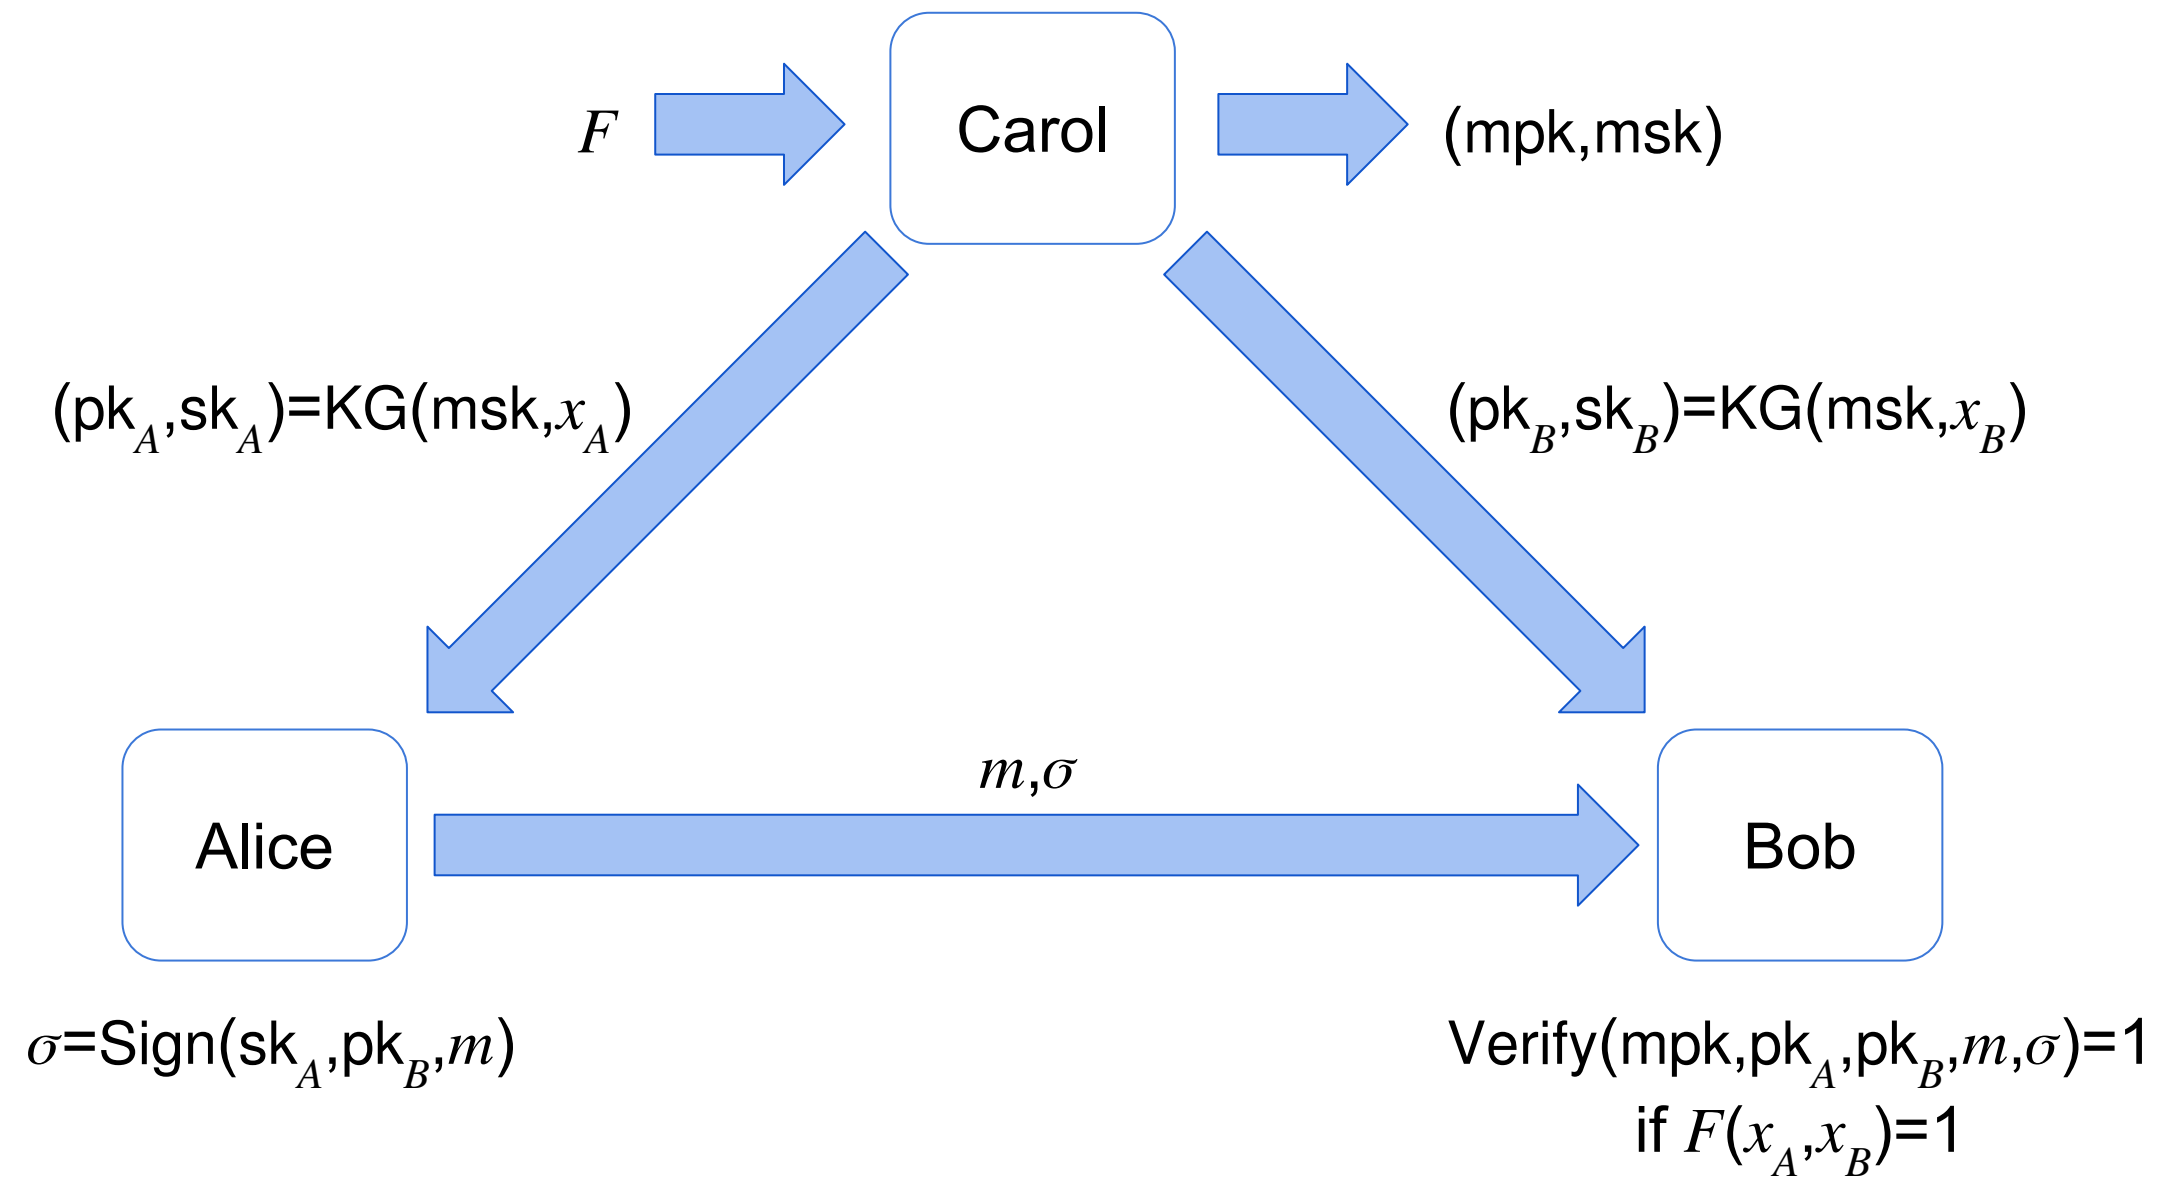 F
Carol
(mpk,msk)
(pk_A,sk_A)=KG(msk,x_A)
(pk_B,sk_B)=KG(msk,x_B)
m,σ
Alice
Bob
σ=Sign(sk_A,pk_B,m)
Verify(mpk,pk_A,pk_B,m,σ)=1
if F(x_A,x_B)=1